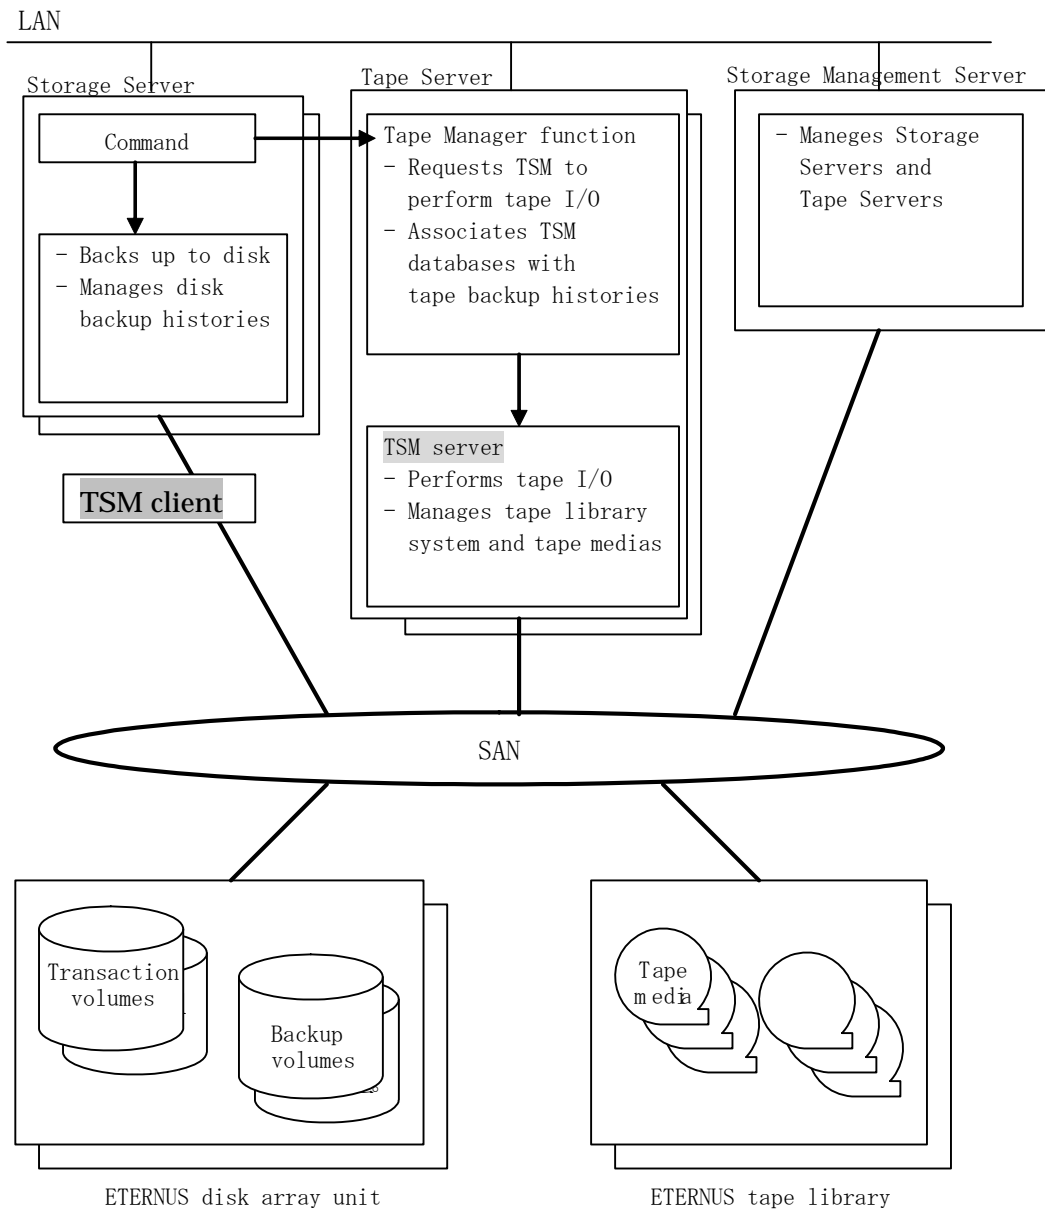 LAN
Storage Server
Tape Server
Storage Management Server
Command
- Backs up to disk
- Manages disk
backup histories
Tape Manager function
- Requests TSM to
perform tape I/O
- Associates TSM
databases with
tape backup histories
- Maneges Storage
Servers and
Tape Servers
TSM server
- Performs tape I/O
- Manages tape library
system and tape medias
TSM client
SAN
Transaction
volumes
Backup
volumes
Tape
media
ETERNUS disk array unit
ETERNUS tape library